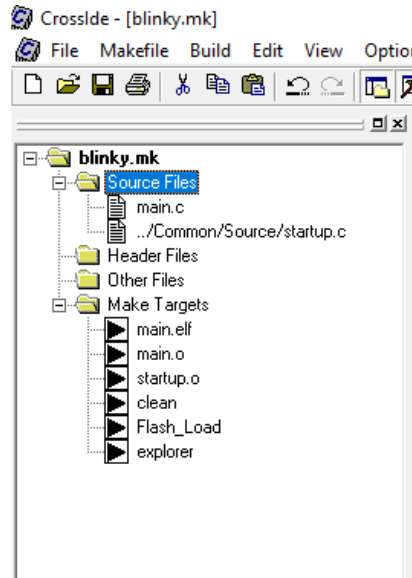 CrossIde - [blinky.mk]
File Makefile Build Edit View
blinky.mk
Source Files
main.c
../Common/Source/startup.c
Header Files
Other Files
Make Targets
main.elf
main.o
startup.o
clean
Flash_Load
explorer